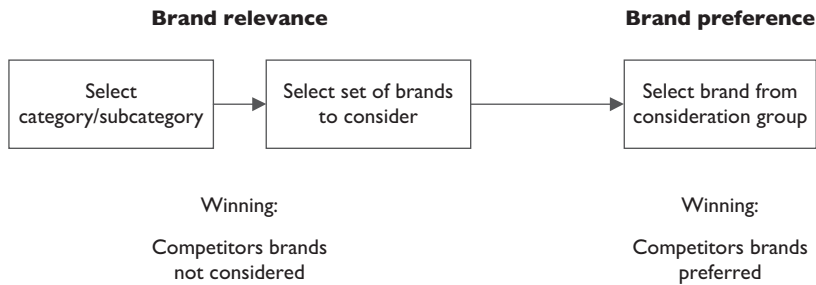 Brand relevance
Brand preference
Select
category/subcategory
Select set of brands
to consider
Select brand from
consideration group
Winning:
Competitors brands
not considered
Winning:
Competitors brands
preferred